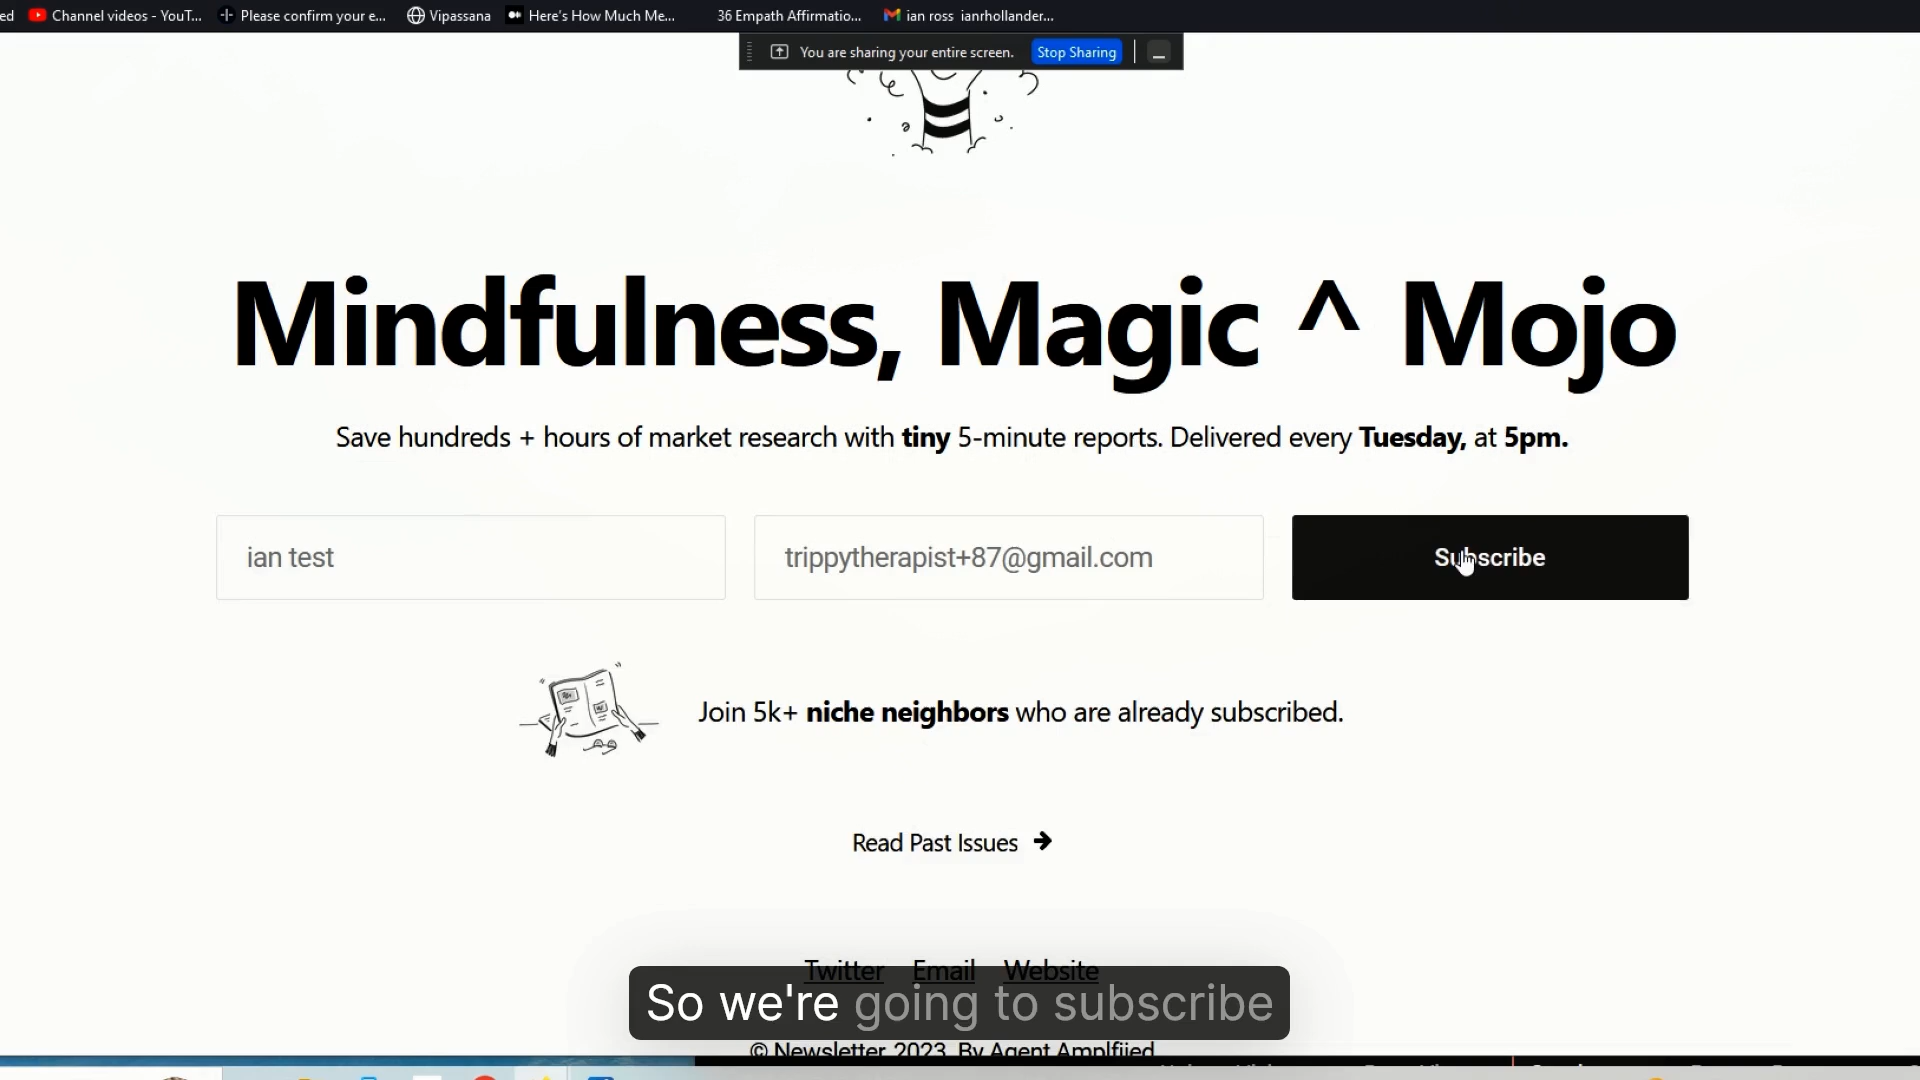 ed Channel videos - YouT... Please confirm your e... Vipassana Here's How Much Me... 36 Empath Affirmatio... ian ross ianrhollander...
You are sharing your entire screen. Stop Sharing
Mindfulness, Magic ^ Mojo
Save hundreds + hours of market research with tiny 5-minute reports. Delivered every Tuesday, at 5pm.
ian test trippytherapist+87@gmail.com Subscribe
Join 5k+ niche neighbors who are already subscribed.
Read Past Issues
Twitter Email Website
So we're going to subscribe
© Newsletter 2023. By Agent Amplfiied